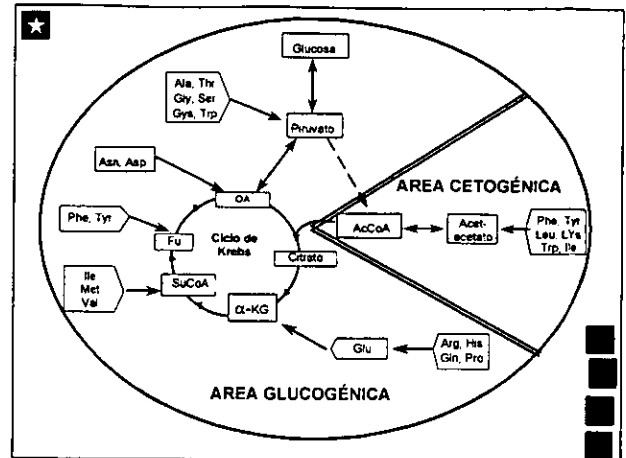 Glucosa
Ala, Thr
Gly, Ser
Gys, Trp
Piruvato
Asn, Asp
OA
AREA CETOGÉNICA
Phe, Tyr
Fu
Ciclo de
Krebs
AcCoA
Acet-
acetato
Phe, Tyr
Leu, LYs
Trp, Ile
Citrato
Ile
Met
Val
SuCoA
α-KG
Glu
Arg, His
Gln, Pro
AREA GLUCOGÉNICA